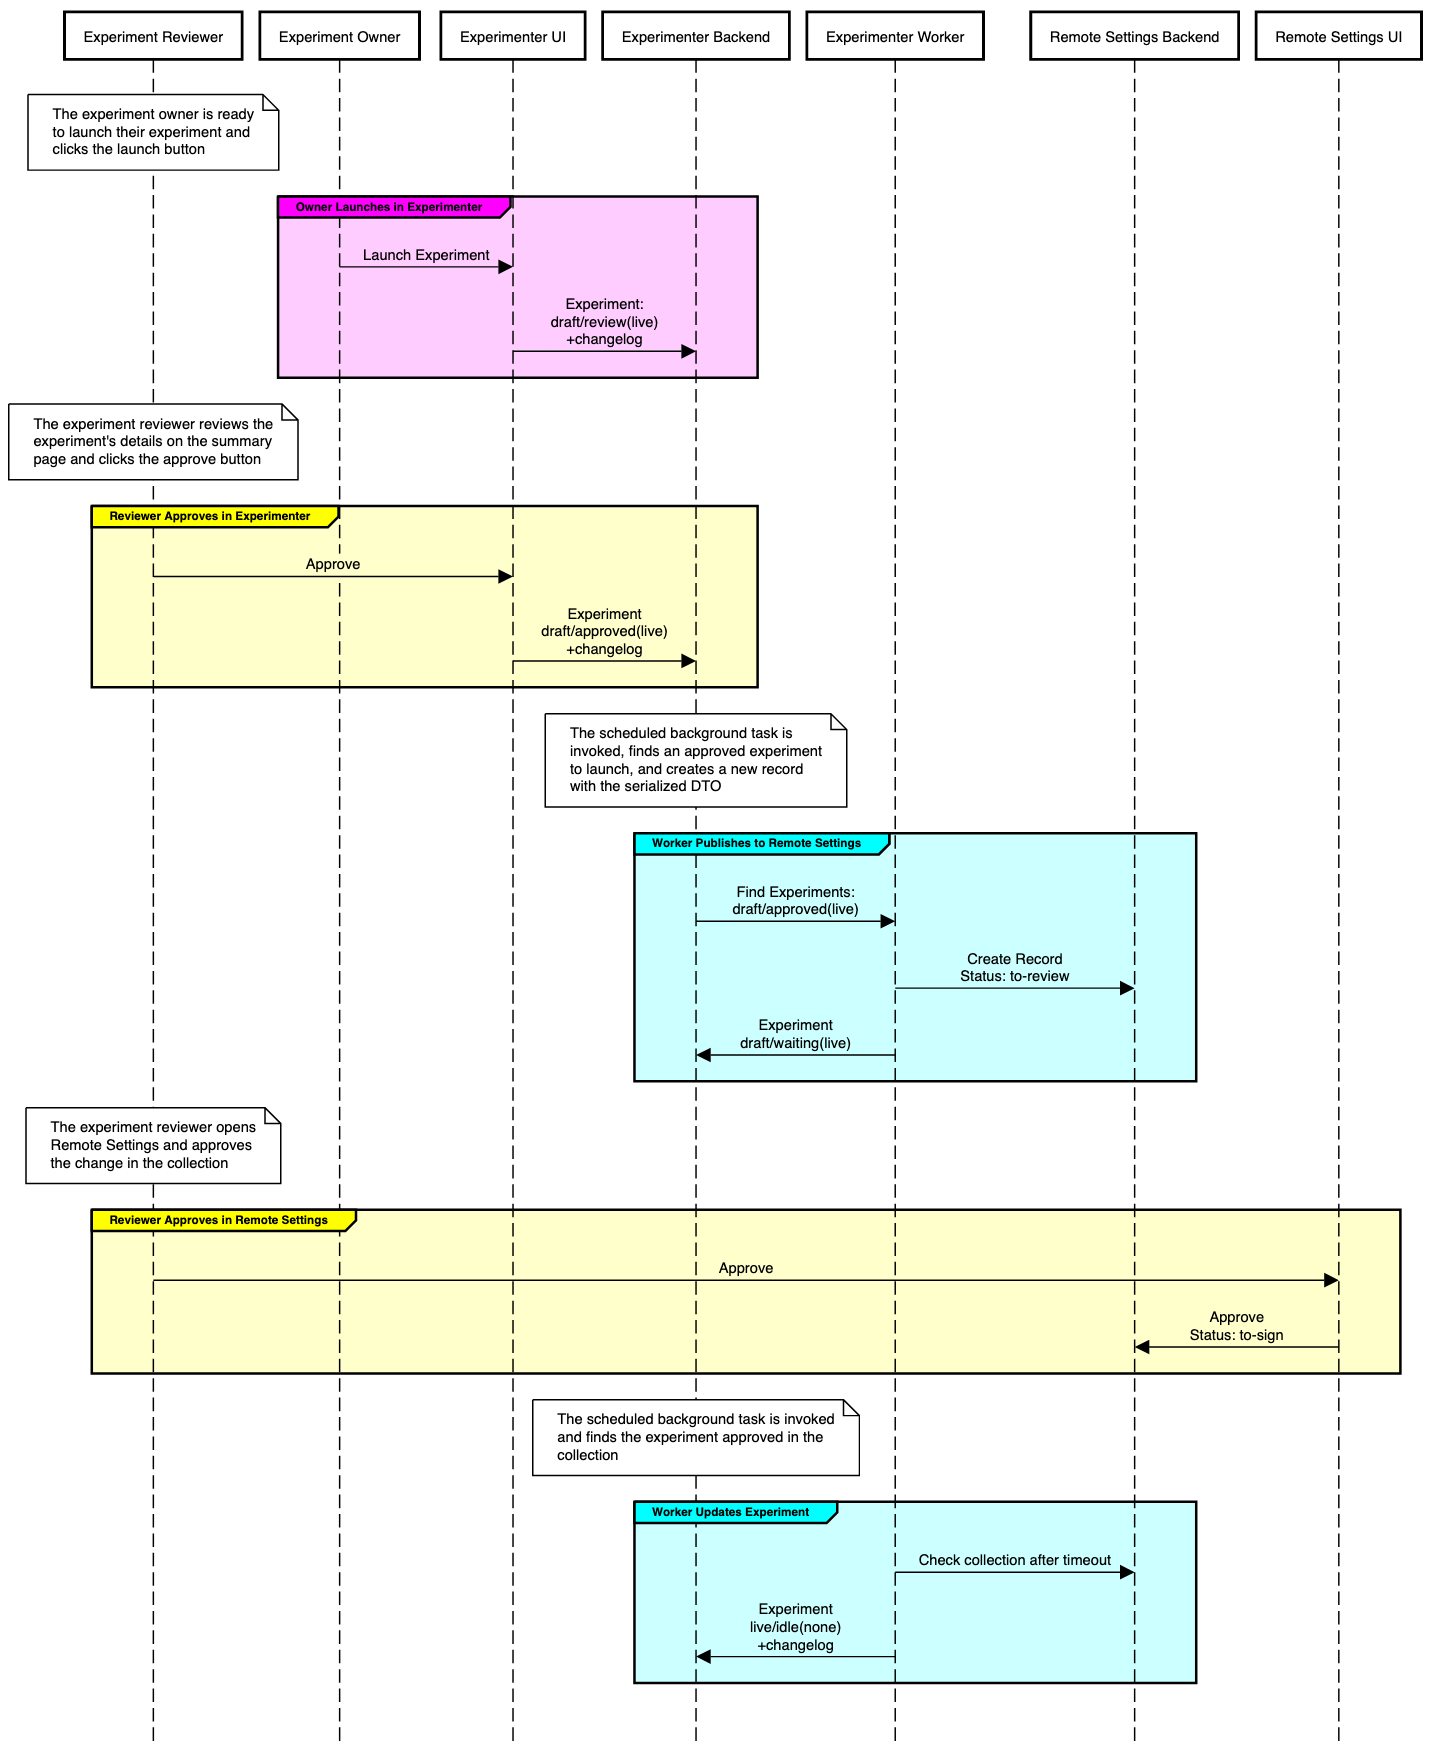 Experiment Reviewer
Experiment Owner
Experimenter UI
Experimenter Backend
Experimenter Worker
Remote Settings Backend
Remote Settings UI
The experiment owner is ready
to launch their experiment and
clicks the launch button
Owner Launches in Experimenter
Launch Experiment
Experiment:
draft/review(live)
+changelog
The experiment reviewer reviews the
experiment's details on the summary
page and clicks the approve button
Reviewer Approves in Experimenter
Approve
Experiment
draft/approved(live)
+changelog
The scheduled background task is
invoked, finds an approved experiment
to launch, and creates a new record
with the serialized DTO
Worker Publishes to Remote Settings
Find Experiments:
draft/approved(live)
Create Record
Status: to-review
Experiment
draft/waiting(live)
The experiment reviewer opens
Remote Settings and approves
the change in the collection
Reviewer Approves in Remote Settings
Approve
Approve
Status: to-sign
The scheduled background task is invoked
and finds the experiment approved in the
collection
Worker Updates Experiment
Check collection after timeout
Experiment
live/idle(none)
+changelog